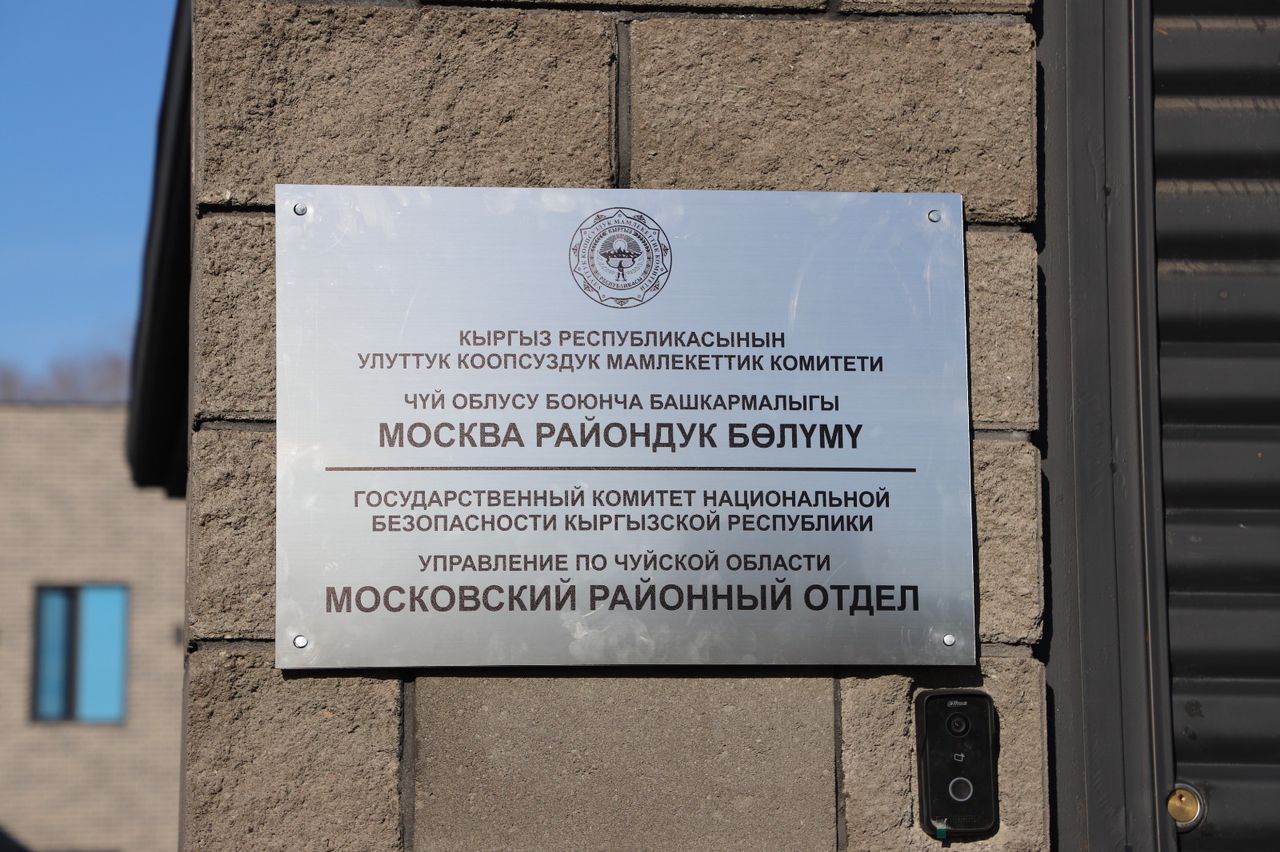 КЫРГЫЗ РЕСПУБЛИКАСЫНЫН
УЛУТТУК КООПСУЗДУК МАМЛЕКЕТТИК КОМИТЕТИ
ЧҮЙ ОБЛУСУ БОЮНЧА БАШКАРМАЛЫГЫ
МОСКВА РАЙОНДУК БӨЛҮМҮ
ГОСУДАРСТВЕННЫЙ КОМИТЕТ НАЦИОНАЛЬНОЙ
БЕЗОПАСНОСТИ КЫРГЫЗСКОЙ РЕСПУБЛИКИ
УПРАВЛЕНИЕ ПО ЧУЙСКОЙ ОБЛАСТИ
МОСКОВСКИЙ РАЙОННЫЙ ОТДЕЛ
alhua